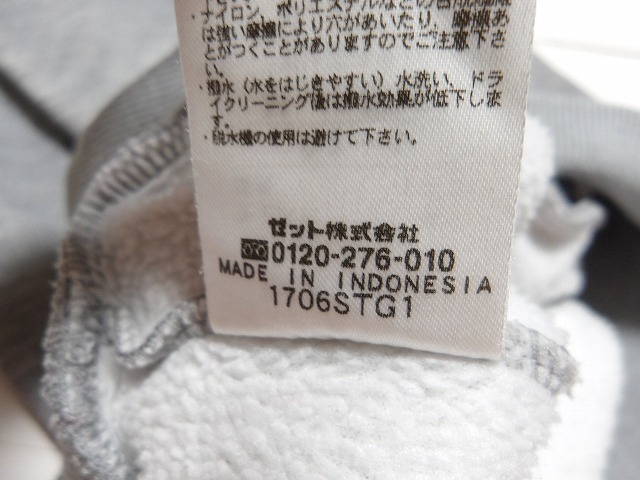 ・ナイロン、ポリエステルなどの合成繊維
は強い摩擦により穴があいたり、摩擦あ
とがつくことがありますのでご注意下さ
い。
・撥水（水をはじきやすい）水洗い、ドラ
イクリーニング後は撥水効果が低下しま
す。
・脱水機の使用は避けて下さい。
ゼット株式会社
0120-276-010
MADE IN INDONESIA
1706STG1